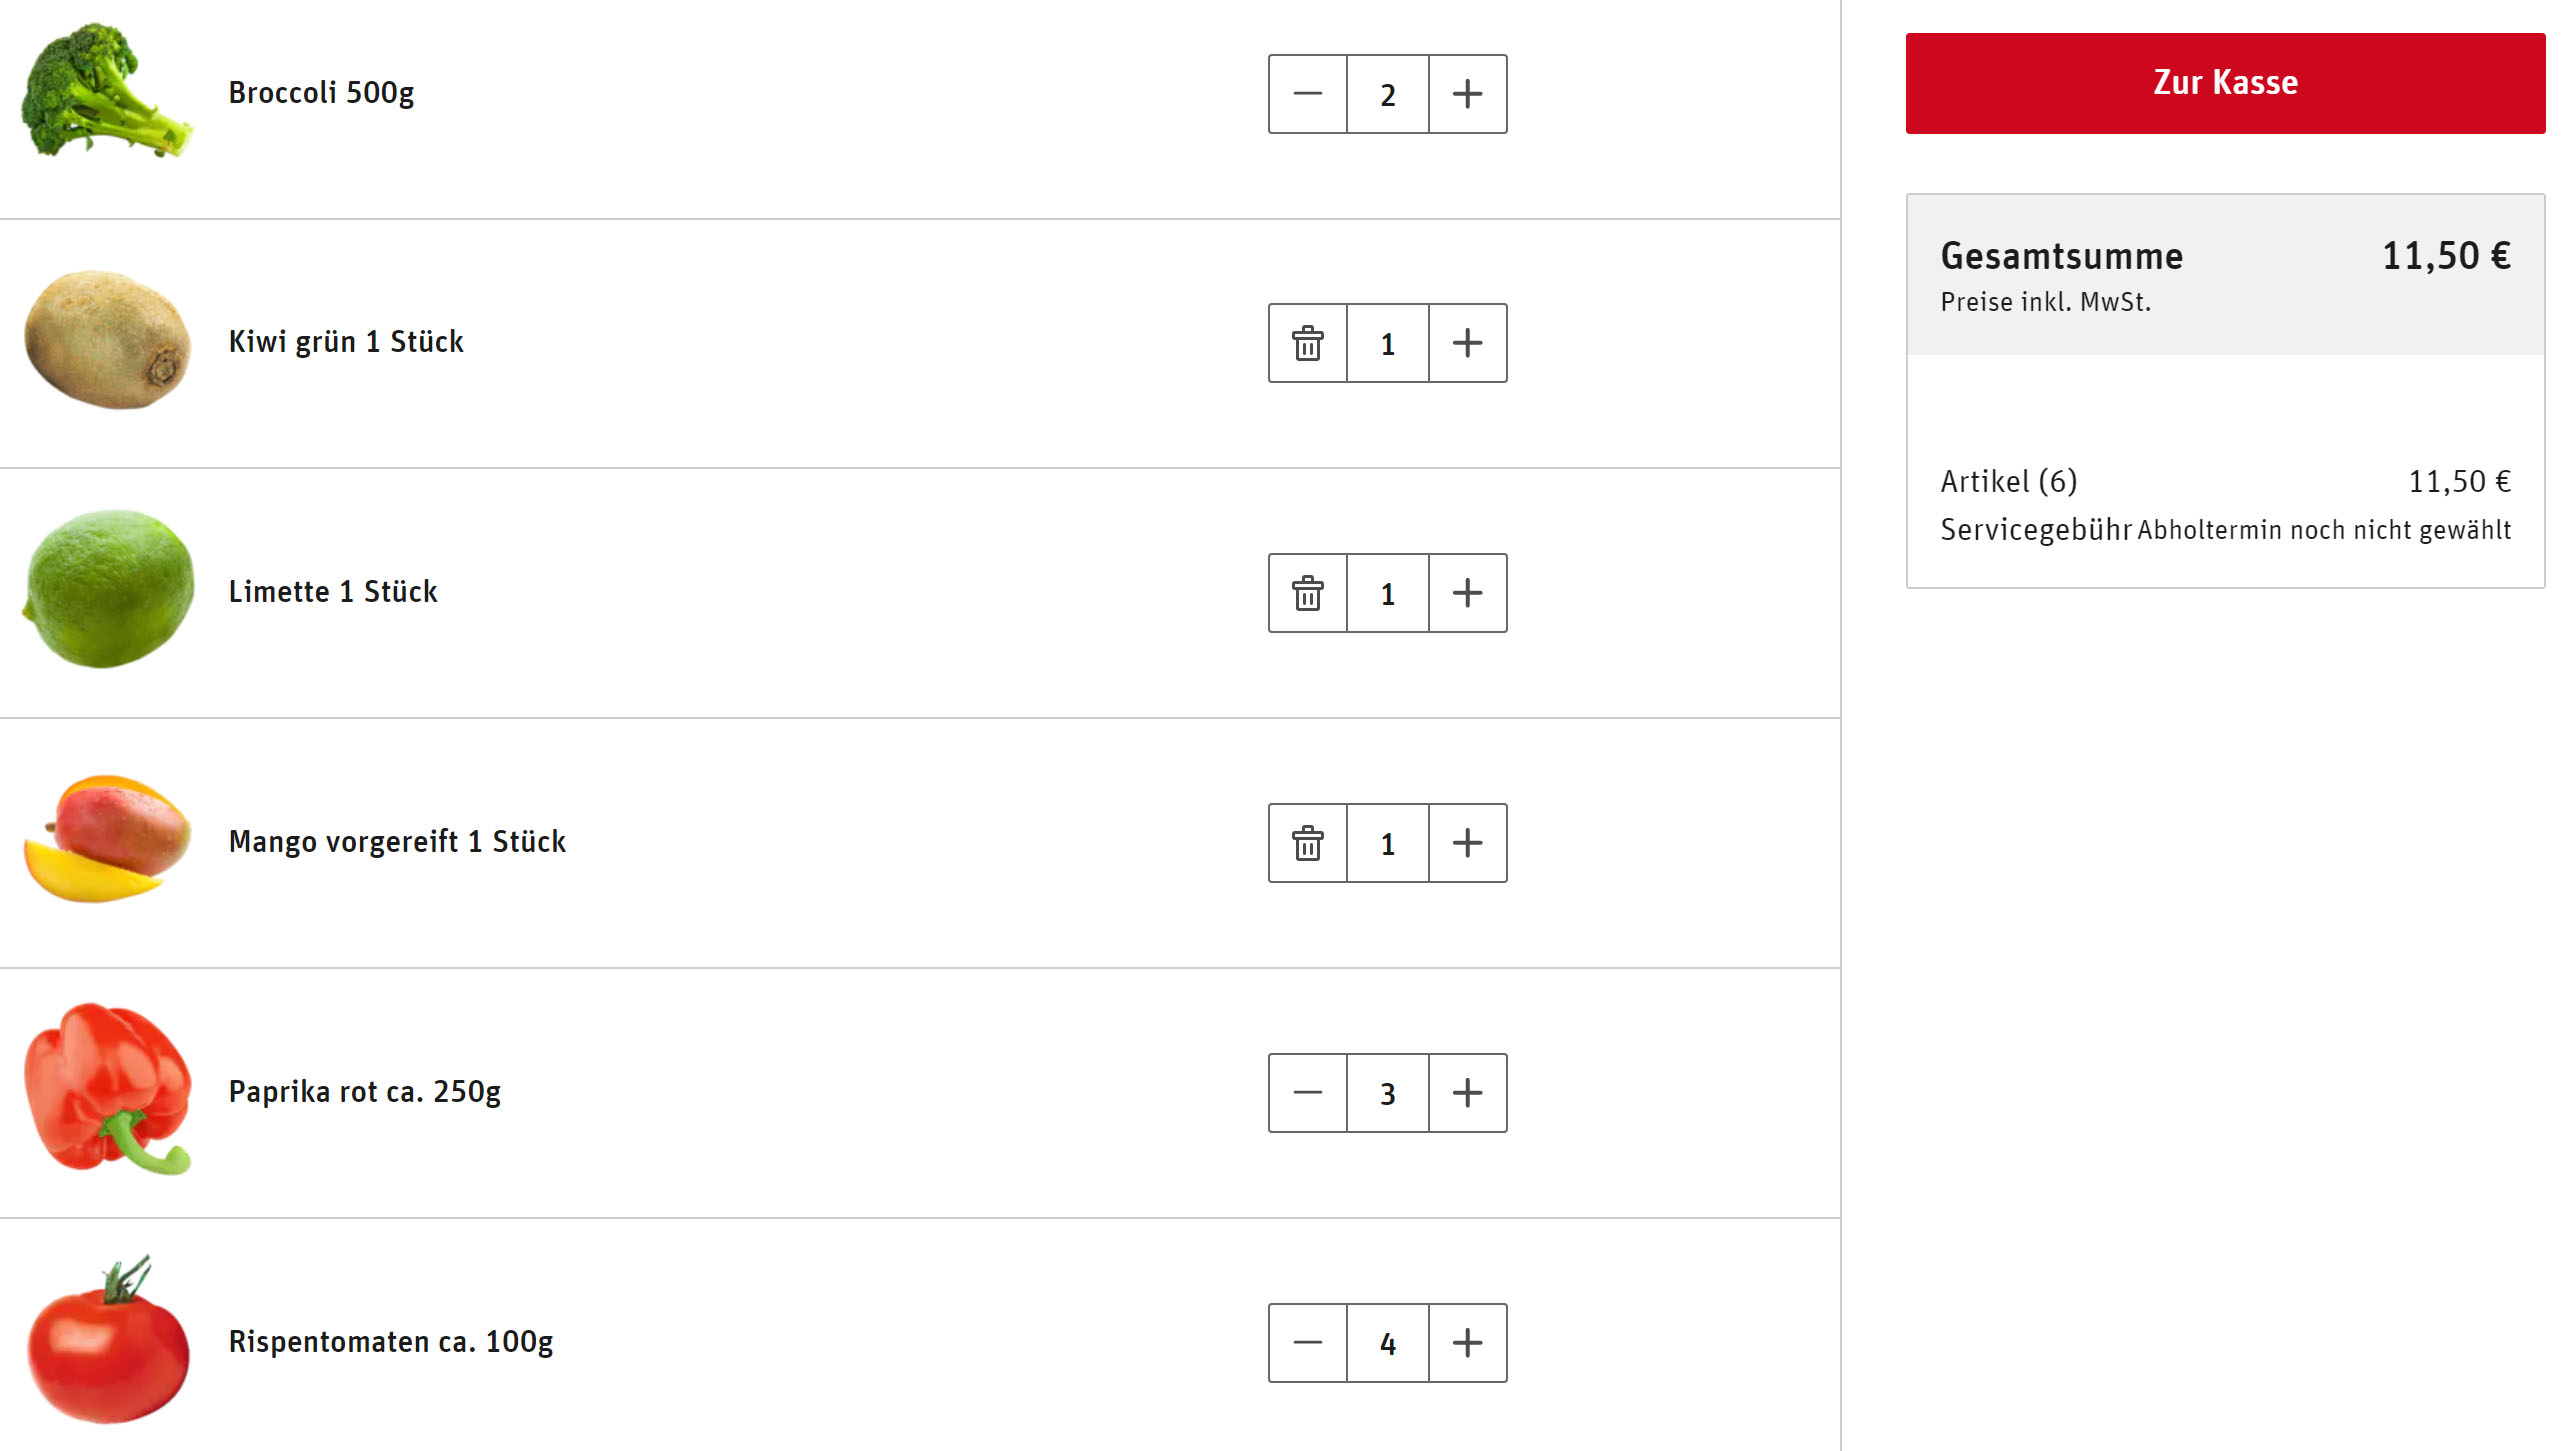 Broccoli 500g
2
Kiwi grün 1 Stück
1
Limette 1 Stück
1
Mango vorgereift 1 Stück
1
Paprika rot ca. 250g
3
Rispentomaten ca. 100g
4
Zur Kasse
Gesamtsumme 11,50 €
Preise inkl. MwSt.
Artikel (6) 11,50 €
Servicegebühr Abholtermin noch nicht gewählt